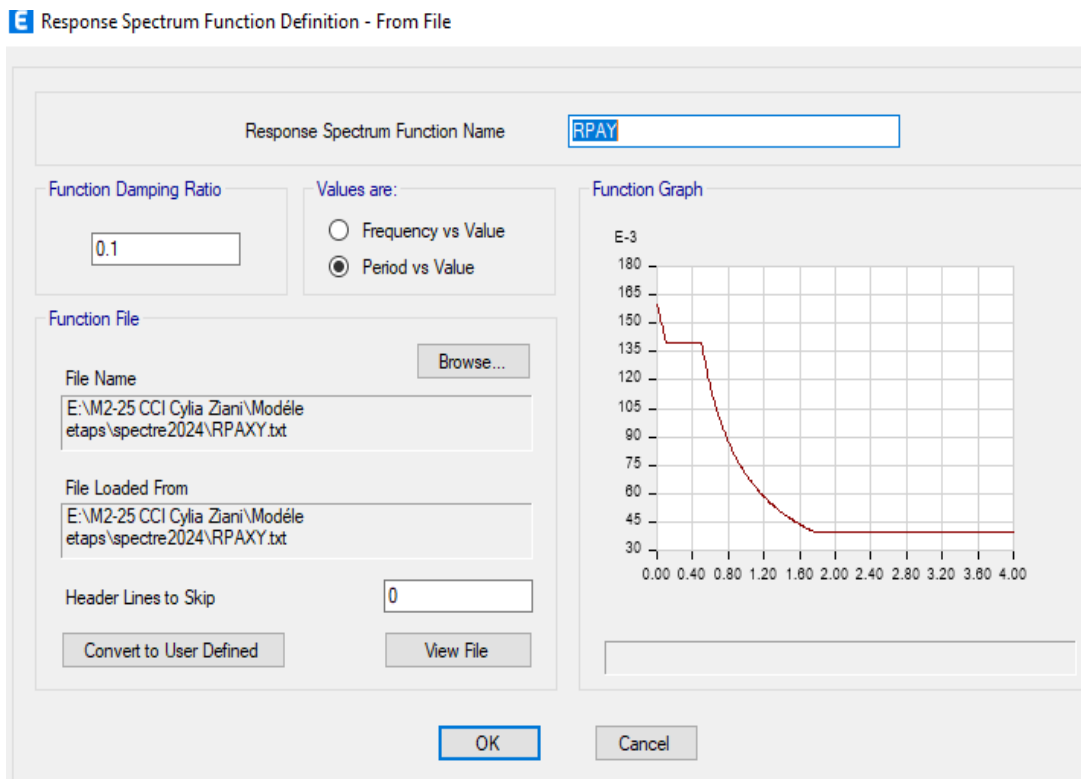 E Response Spectrum Function Definition - From File
Response Spectrum Function Name
RPAY
Function Damping Ratio
0.1
Values are:
Frequency vs Value
Period vs Value
Function File
Browse...
File Name
E:\M2-25 CCI Cylia Ziani\Modéle
etaps\spectre2024\RPAXY.txt
File Loaded From
E:\M2-25 CCI Cylia Ziani\Modéle
etaps\spectre2024\RPAXY.txt
Header Lines to Skip
0
Convert to User Defined
View File
Function Graph
E-3
180
165
150
135
120
105
90
75
60
45
30
0.00 0.40 0.80 1.20 1.60 2.00 2.40 2.80 3.20 3.60 4.00
OK
Cancel